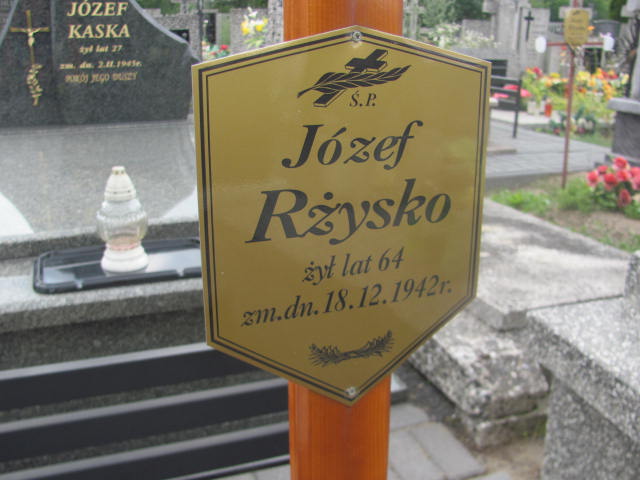 JÓZEF
KASKA
żył lat 27
zm. dn. 2.II.1945r.
POKÓJ JEGO DUSZY
Ś.P.
Józef
Rżysko
żył lat 64
zm.dn.18.12.1942r.